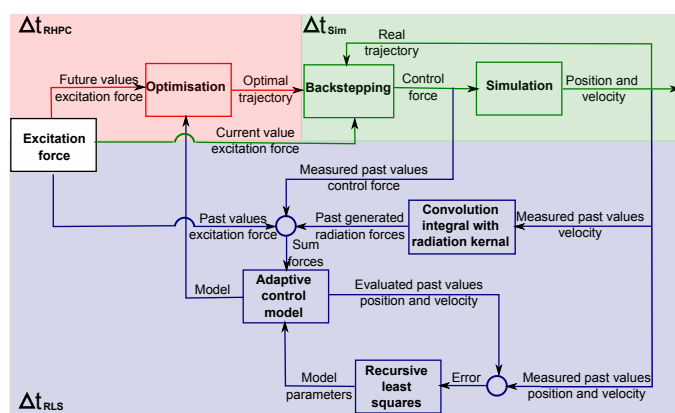 Δt RHPC
Δt Sim
Real
trajectory
Future values
excitation force
Optimisation
Optimal
trajectory
Backstepping
Control
force
Simulation
Position and
velocity
Excitation
force
Current value
excitation force
Measured past values
control force
Past values
excitation force
Past generated
radiation forces
Convolution
integral with
radiation kernal
Measured past values
velocity
Sum
forces
Model
Adaptive
control
model
Evaluated past values
position and velocity
Model
parameters
Recursive
least
squares
Error
Measured past values
position and velocity
Δt RLS